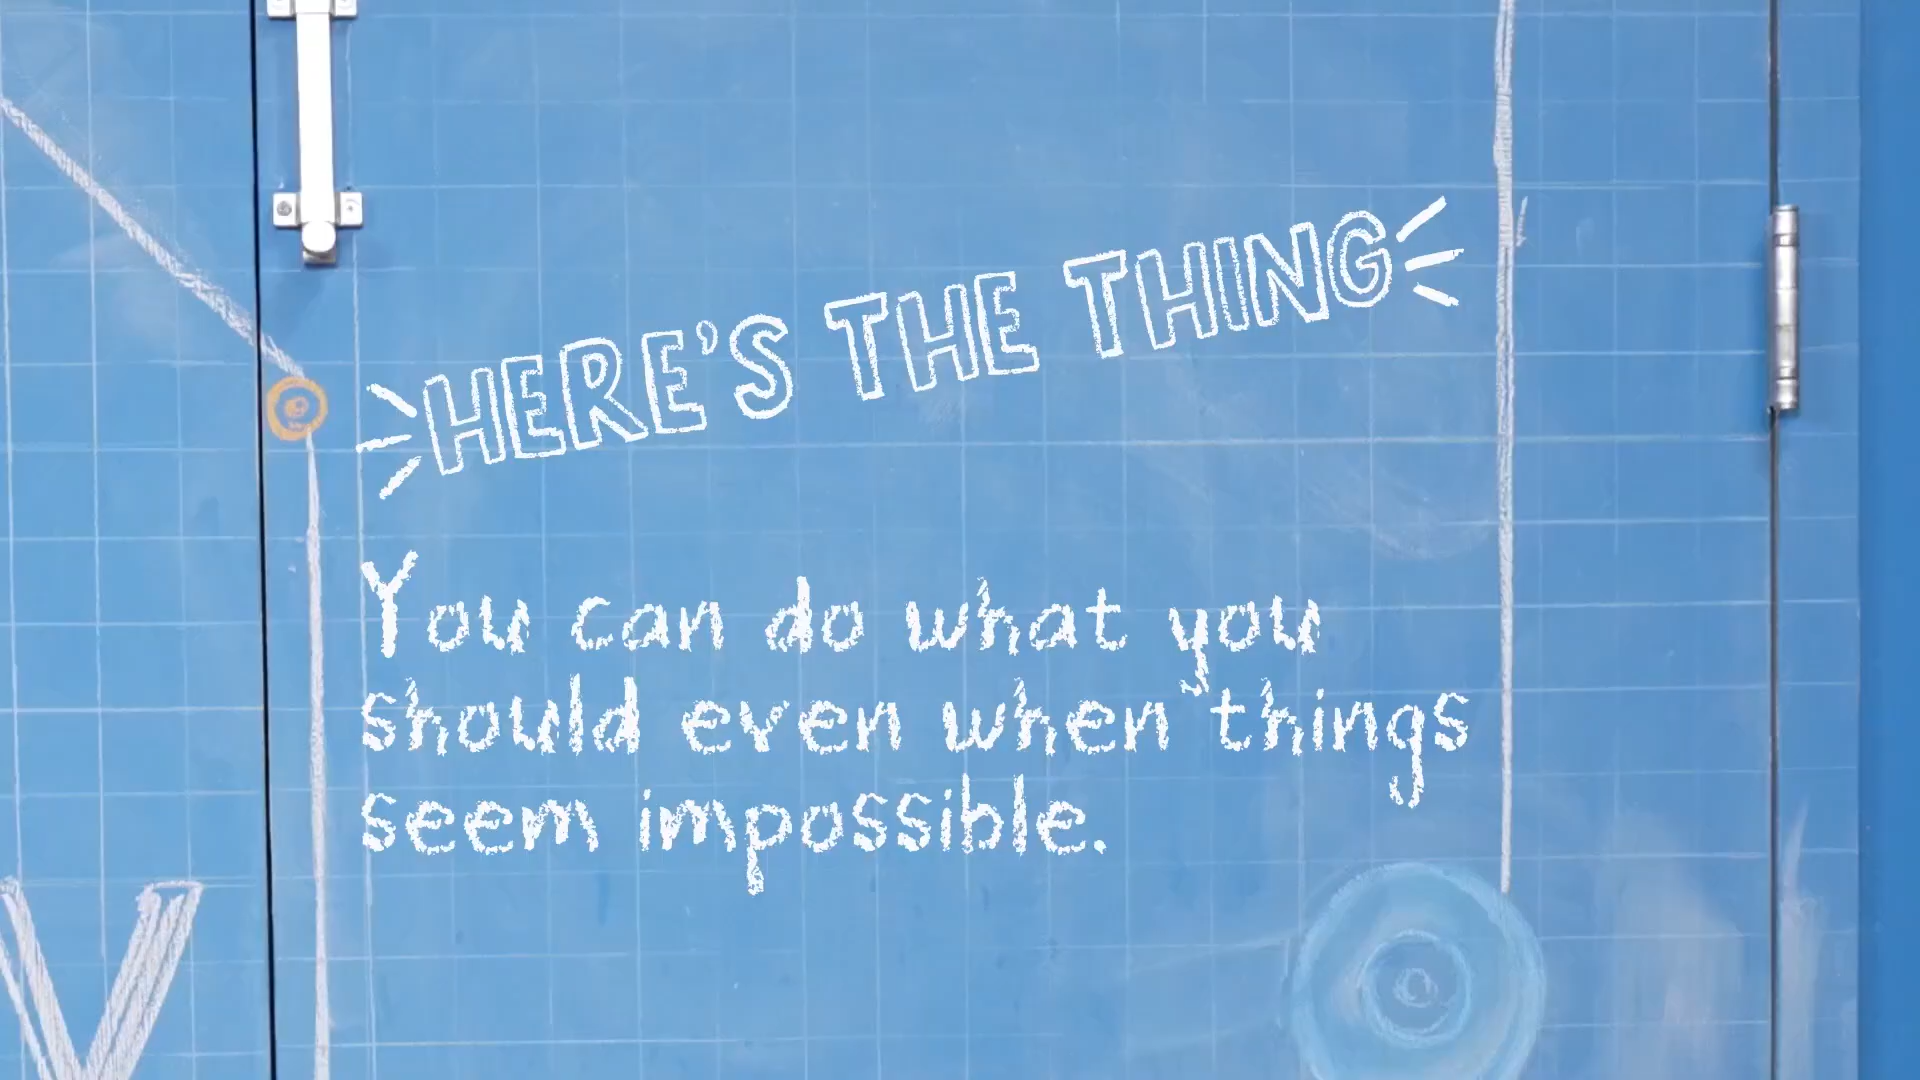 HERE'S THE THING
You can do what you
should even when things
seem impossible.